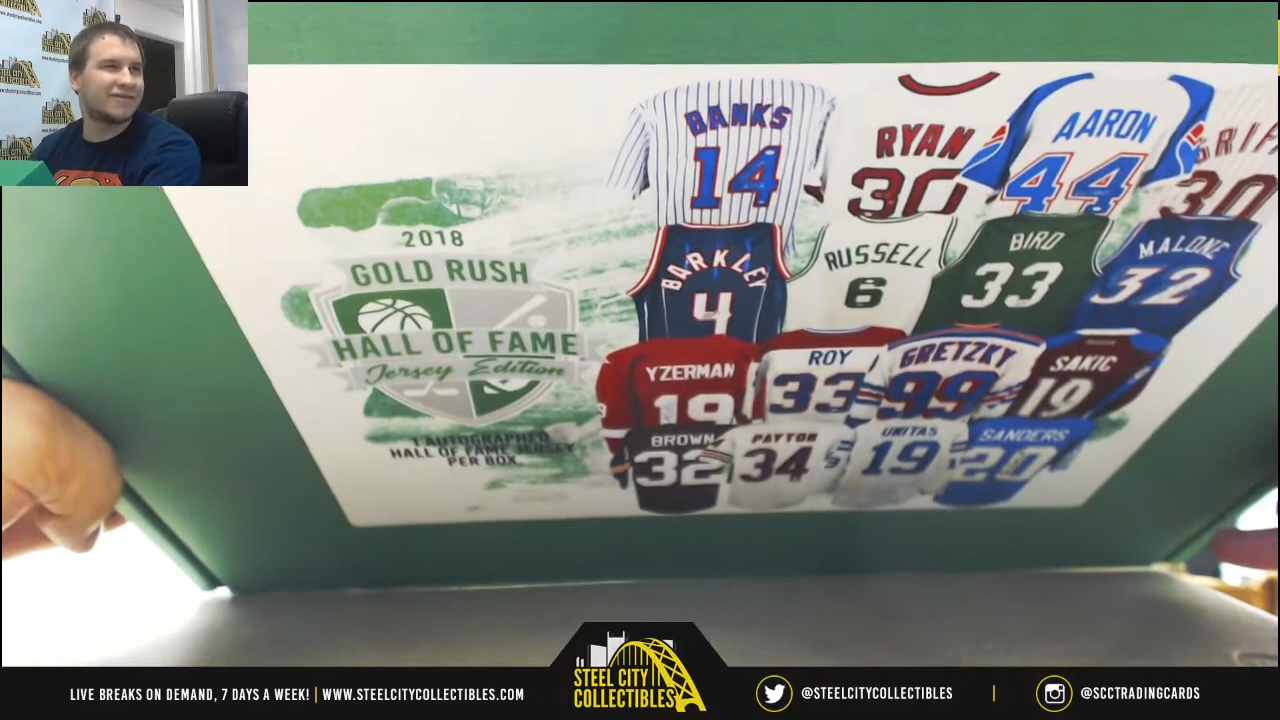 BANKS
14
RYAN
30
AARON
44
GRIF
30
BARKLEY
4
RUSSELL
6
BIRD
33
MALONE
32
2018
GOLD RUSH
HALL OF FAME
Jersey Edition
1 AUTOGRAPHED
HALL OF FAME JERSEY
PER BOX.
YZERMAN
19
ROY
33
GRETZKY
99
SAKIC
19
BROWN
32
PAYTON
34
UNITAS
19
SANDERS
20
LIVE BREAKS ON DEMAND, 7 DAYS A WEEK! | WWW.STEELCITYCOLLECTIBLES.COM
STEEL CITY
COLLECTIBLES
@STEELCITYCOLLECTIBLES | @SCCTRADINGCARDS